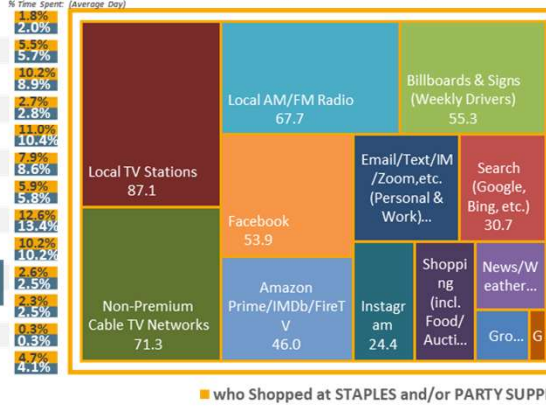 % Time Spent: (Average Day)
1.8%
2.0%
5.5%
5.7%
10.2%
8.9%
2.7%
2.8%
11.0%
10.4%
7.9%
8.6%
5.9%
5.8%
12.6%
13.4%
10.2%
10.2%
2.6%
2.5%
2.3%
2.5%
0.3%
0.3%
4.7%
4.1%
Local TV Stations
87.1
Non-Premium
Cable TV Networks
71.3
Local AM/FM Radio
67.7
Billboards & Signs
(Weekly Drivers)
55.3
Facebook
53.9
Amazon
Prime/IMDb/FireT
V
46.0
Email/Text/IM
/Zoom,etc.
(Personal &
Work)...
Search
(Google,
Bing, etc.)
30.7
Instagr
am
24.4
Shoppi
ng
(incl.
Food/
Aucti...
News/W
eather...
Gro...
G
who Shopped at STAPLES and/or PARTY SUPP